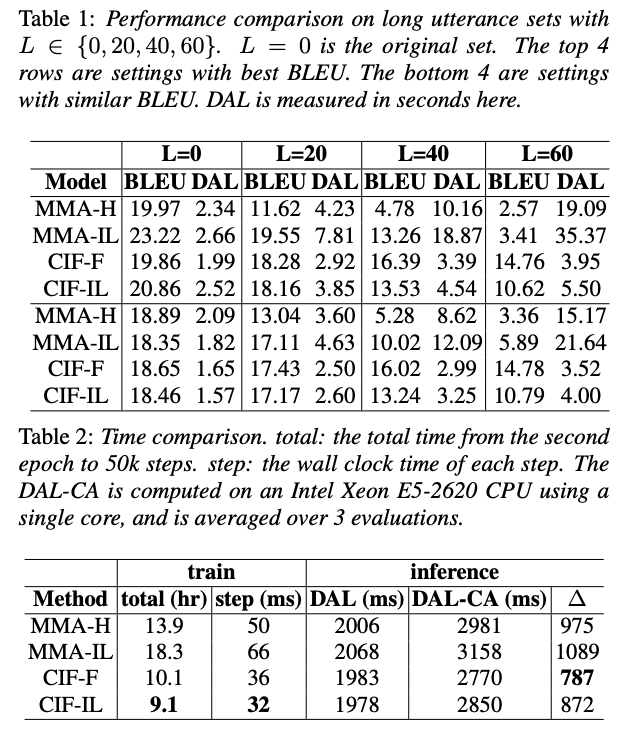 Table 1: Performance comparison on long utterance sets with
L ∈ {0, 20, 40, 60}. L = 0 is the original set. The top 4
rows are settings with best BLEU. The bottom 4 are settings
with similar BLEU. DAL is measured in seconds here.
L=0 L=20 L=40 L=60
Model BLEU DAL BLEU DAL BLEU DAL BLEU DAL
MMA-H 19.97 2.34 11.62 4.23 4.78 10.16 2.57 19.09
MMA-IL 23.22 2.66 19.55 7.81 13.26 18.87 3.41 35.37
CIF-F 19.86 1.99 18.28 2.92 16.39 3.39 14.76 3.95
CIF-IL 20.86 2.52 18.16 3.85 13.53 4.54 10.62 5.50
MMA-H 18.89 2.09 13.04 3.60 5.28 8.62 3.36 15.17
MMA-IL 18.35 1.82 17.11 4.63 10.02 12.09 5.89 21.64
CIF-F 18.65 1.65 17.43 2.50 16.02 2.99 14.78 3.52
CIF-IL 18.46 1.57 17.17 2.60 13.24 3.25 10.79 4.00
Table 2: Time comparison. total: the total time from the second
epoch to 50k steps. step: the wall clock time of each step. The
DAL-CA is computed on an Intel Xeon E5-2620 CPU using a
single core, and is averaged over 3 evaluations.
train inference
Method total (hr) step (ms) DAL (ms) DAL-CA (ms) Δ
MMA-H 13.9 50 2006 2981 975
MMA-IL 18.3 66 2068 3158 1089
CIF-F 10.1 36 1983 2770 787
CIF-IL 9.1 32 1978 2850 872